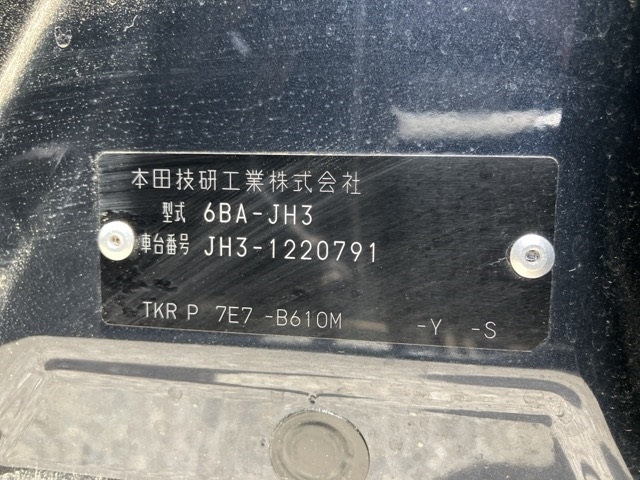 本田技研工業株式会社
型式 6BA-JH3
車台番号 JH3-1220791
TKR P 7E7 -B610M -Y -S